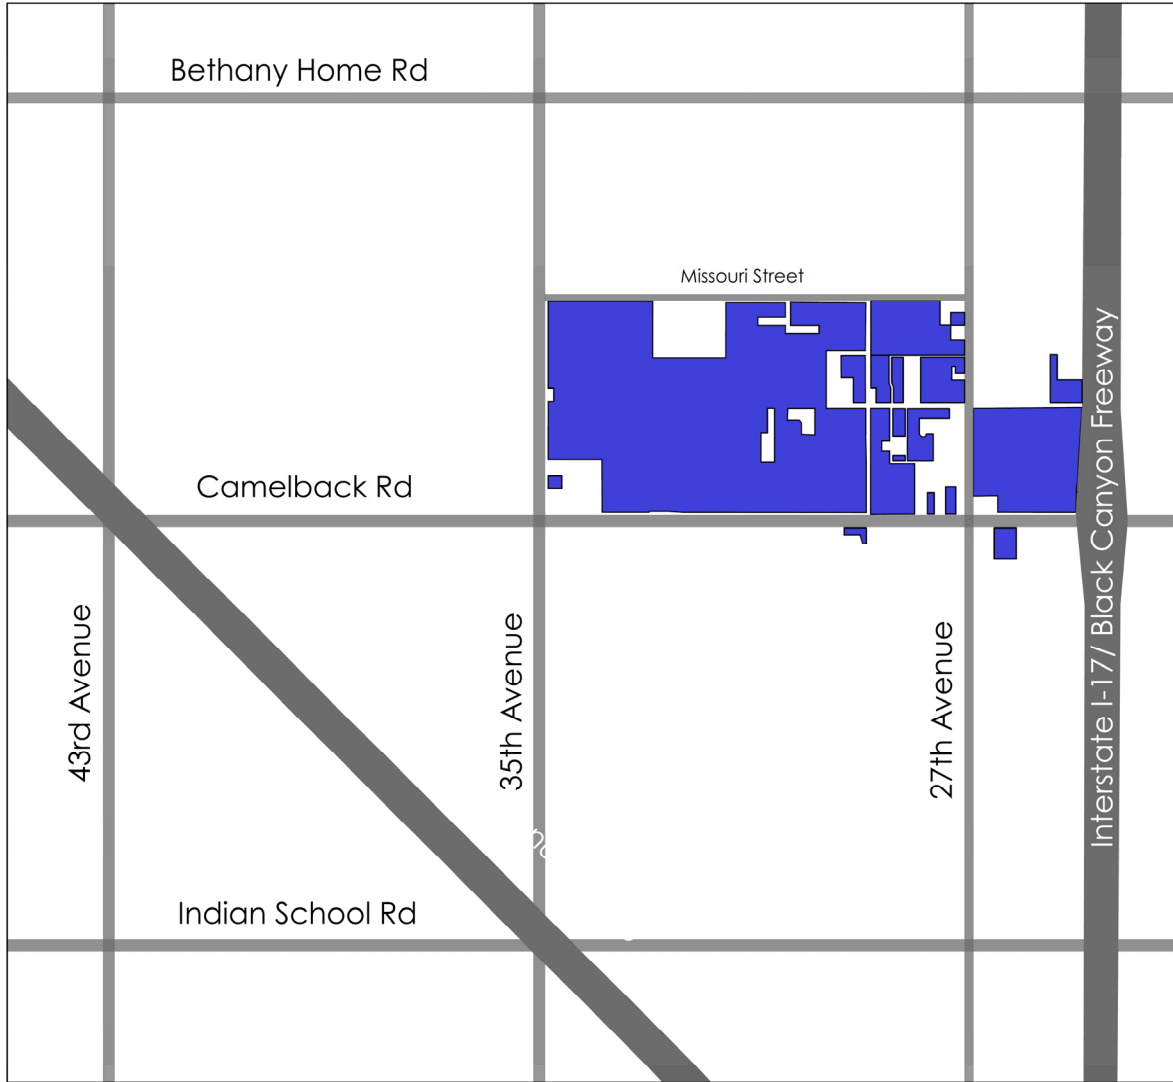 Bethany Home Rd
Missouri Street
Camelback Rd
43rd Avenue
35th Avenue
27th Avenue
Interstate I-17/ Black Canyon Freeway
Indian School Rd